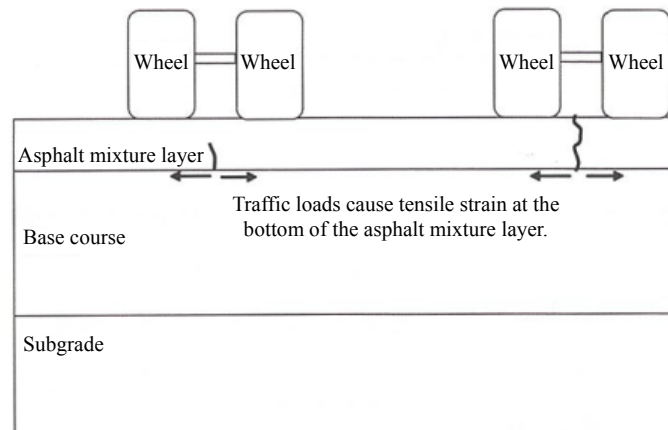 Wheel Wheel Wheel Wheel
Asphalt mixture layer
Traffic loads cause tensile strain at the
bottom of the asphalt mixture layer.
Base course
Subgrade